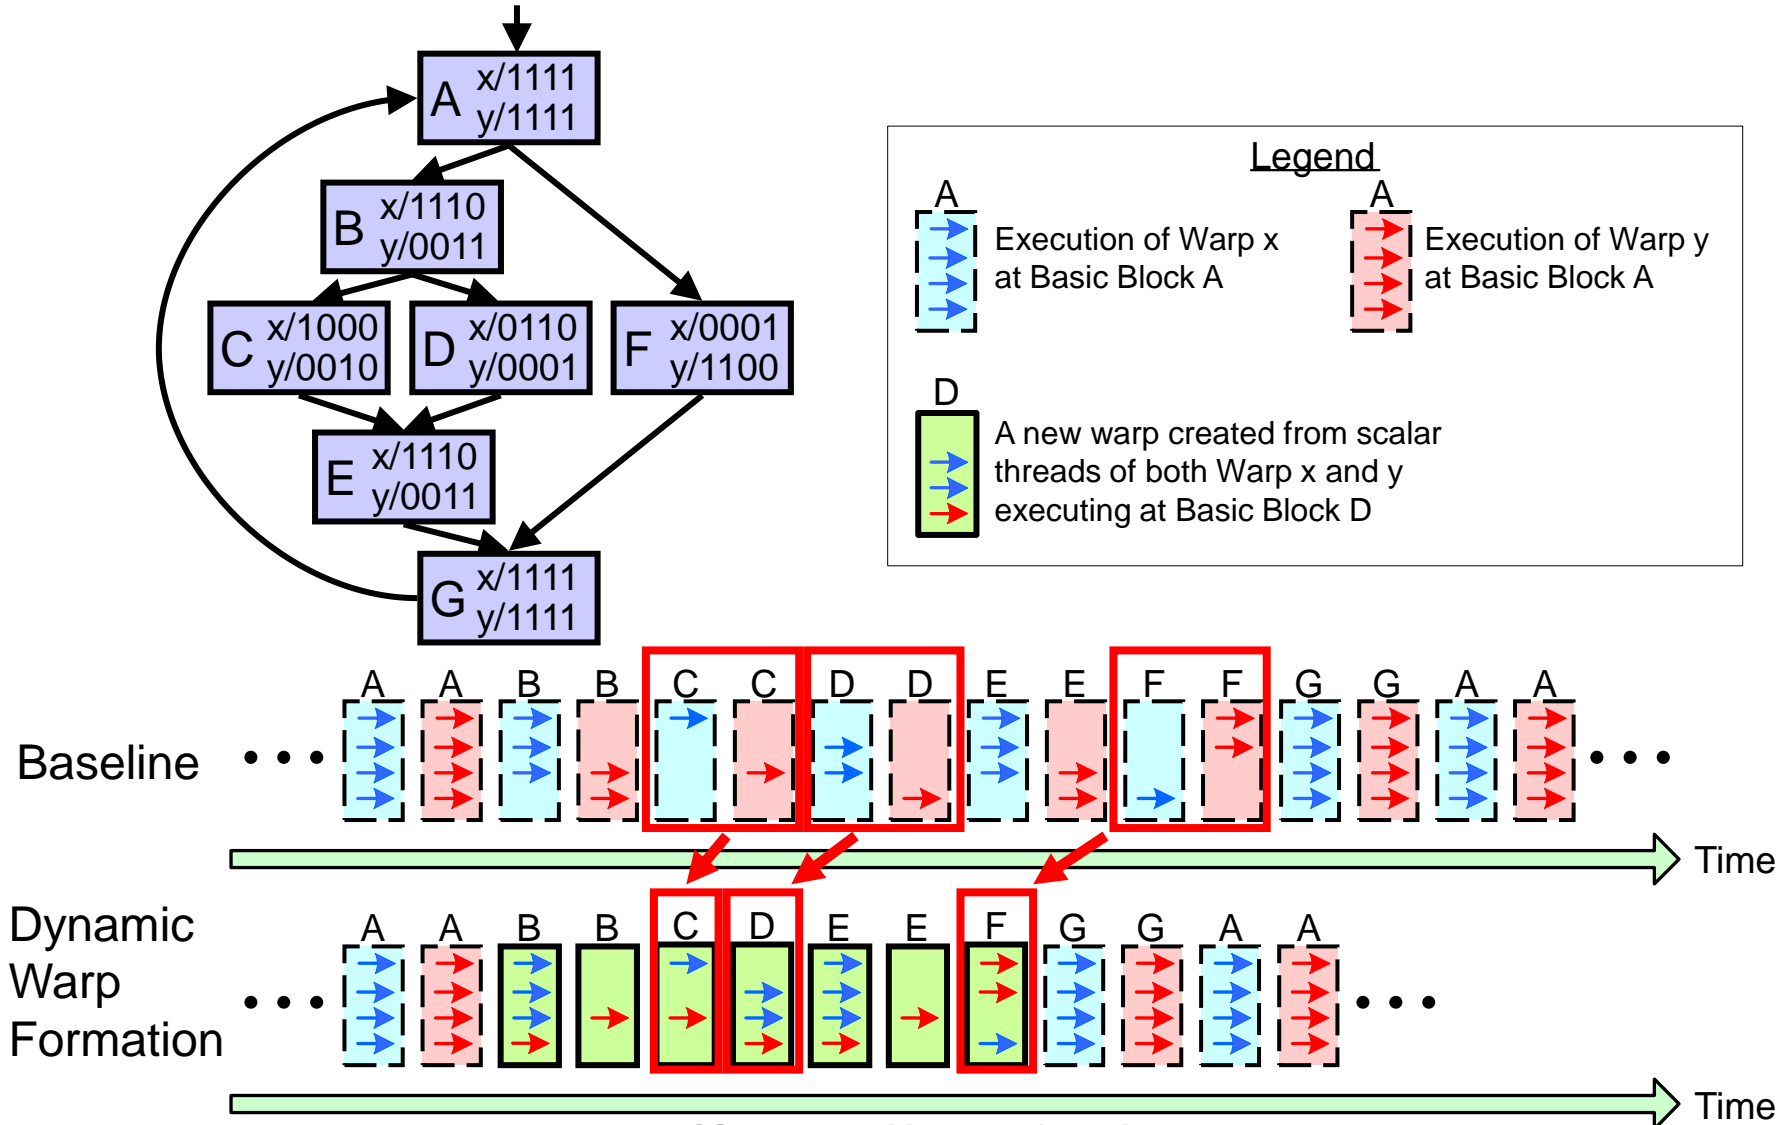 A x/1111
y/1111
B x/1110
y/0011
C x/1000
y/0010
D x/0110
y/0001
F x/0001
y/1100
E x/1110
y/0011
G x/1111
y/1111
Legend
A
Execution of Warp x
at Basic Block A
A
Execution of Warp y
at Basic Block A
D
A new warp created from scalar
threads of both Warp x and y
executing at Basic Block D
A A B B C C D D E E F F G G A A
Baseline
Time
A A B B C D E E F G G A A
Dynamic
Warp
Formation
Time